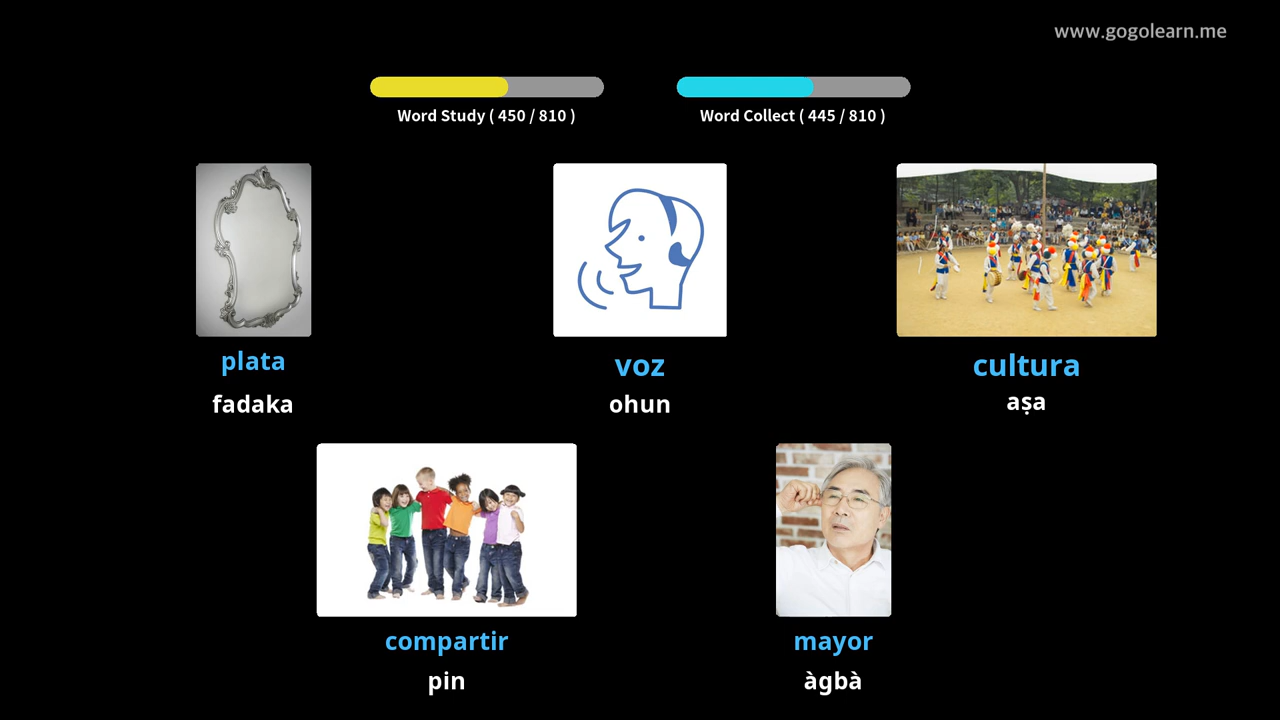 www.gogolearn.me
Word Study ( 450 / 810 )
Word Collect ( 445 / 810 )
plata
voz
cultura
fadaka
ohun
aṣa
compartir
mayor
pin
àgbà